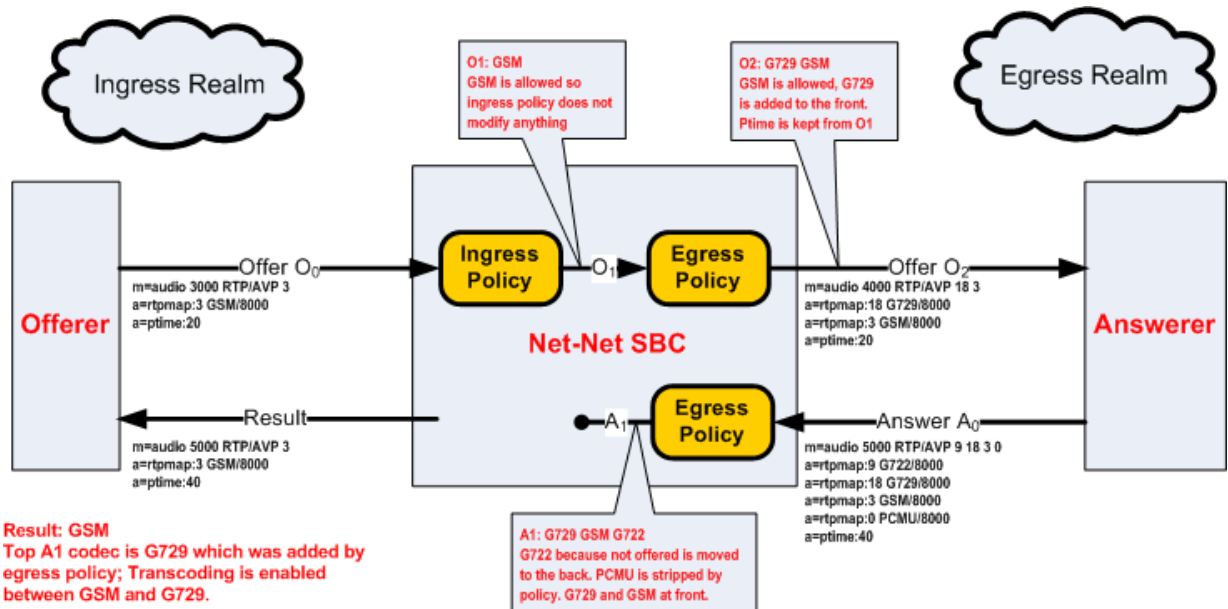 Ingress Realm
O1: GSM
GSM is allowed so
ingress policy does not
modify anything
O2: G729 GSM
GSM is allowed, G729
is added to the front.
Ptime is kept from O1
Egress Realm
Offerer
Offer O0
m=audio 3000 RTP/AVP 3
a=rtpmap:3 GSM/8000
a=ptime:20
Ingress
Policy
O1
Egress
Policy
Offer O2
m=audio 4000 RTP/AVP 18 3
a=rtpmap:18 G729/8000
a=rtpmap:3 GSM/8000
a=ptime:20
Answerer
Net-Net SBC
Result
m=audio 5000 RTP/AVP 3
a=rtpmap:3 GSM/8000
a=ptime:40
A1
Egress
Policy
Answer A0
m=audio 5000 RTP/AVP 9 18 3 0
a=rtpmap:9 G722/8000
a=rtpmap:18 G729/8000
a=rtpmap:3 GSM/8000
a=rtpmap:0 PCMU/8000
a=ptime:40
Result: GSM
Top A1 codec is G729 which was added by
egress policy; Transcoding is enabled
between GSM and G729.
A1: G729 GSM G722
G722 because not offered is moved
to the back. PCMU is stripped by
policy. G729 and GSM at front.